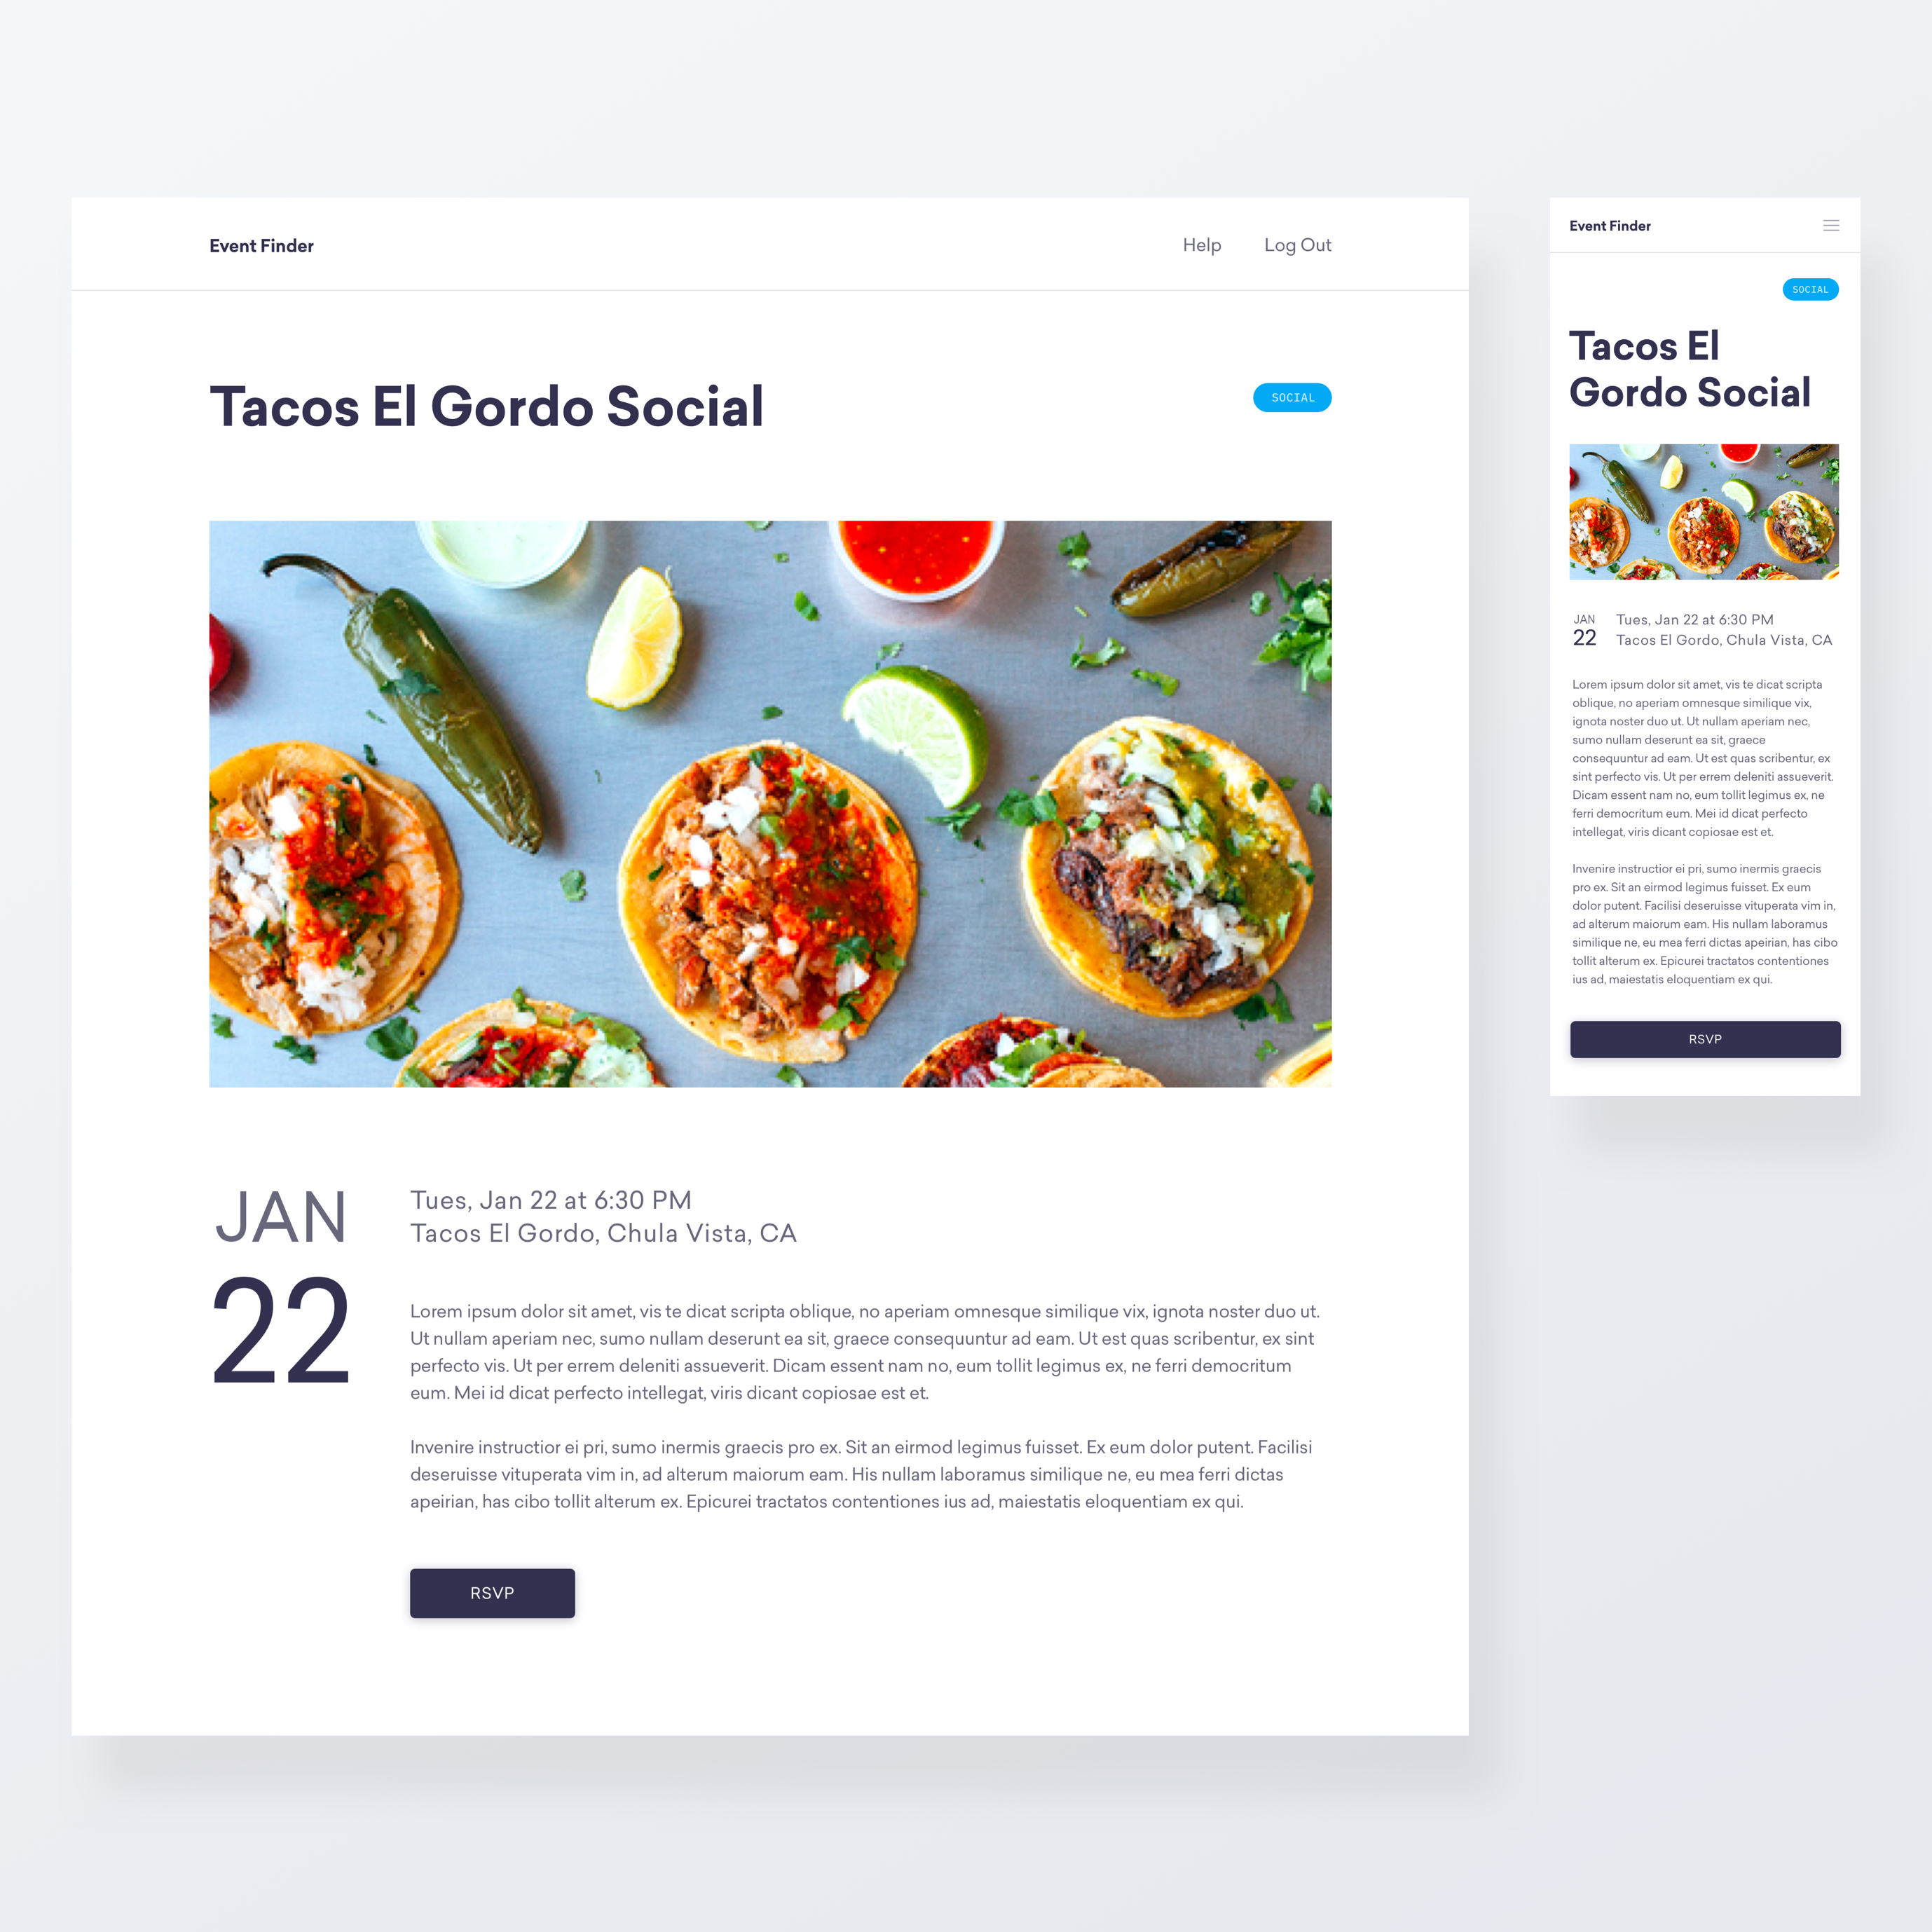 Event Finder
Help
Log Out
Tacos El Gordo Social
SOCIAL
JAN
22
Tues, Jan 22 at 6:30 PM
Tacos El Gordo, Chula Vista, CA
Lorem ipsum dolor sit amet, vis te dicat scripta oblique, no aperiam omnesque similique vix, ignota noster duo ut.
Ut nullam aperiam nec, sumo nullam deserunt ea sit, graece consequuntur ad eam. Ut est quas scribentur, ex sint
perfecto vis. Ut per errem deleniti assueverit. Dicam essent nam no, eum tollit legimus ex, ne ferri democritum
eum. Mei id dicat perfecto intellegat, viris dicant copiosae est et.
Invenire instructior ei pri, sumo inermis graecis pro ex. Sit an eirmod legimus fuisset. Ex eum dolor putent. Facilisi
deseruisse vituperata vim in, ad alterum maiorum eam. His nullam laboramus similique ne, eu mea ferri dictas
apeirian, has cibo tollit alterum ex. Epicurei tractatos contentiones ius ad, maiestatis eloquentiam ex qui.
RSVP
Event Finder
SOCIAL
Tacos El
Gordo Social
JAN
22
Tues, Jan 22 at 6:30 PM
Tacos El Gordo, Chula Vista, CA
Lorem ipsum dolor sit amet, vis te dicat scripta
oblique, no aperiam omnesque similique vix,
ignota noster duo ut. Ut nullam aperiam nec,
sumo nullam deserunt ea sit, graece
consequuntur ad eam. Ut est quas scribentur, ex
sint perfecto vis. Ut per errem deleniti assueverit.
Dicam essent nam no, eum tollit legimus ex, ne
ferri democritum eum. Mei id dicat perfecto
intellegat, viris dicant copiosae est et.
Invenire instructior ei pri, sumo inermis graecis
pro ex. Sit an eirmod legimus fuisset. Ex eum
dolor putent. Facilisi deseruisse vituperata vim in,
ad alterum maiorum eam. His nullam laboramus
similique ne, eu mea ferri dictas apeirian, has cibo
tollit alterum ex. Epicurei tractatos contentiones
ius ad, maiestatis eloquentiam ex qui.
RSVP